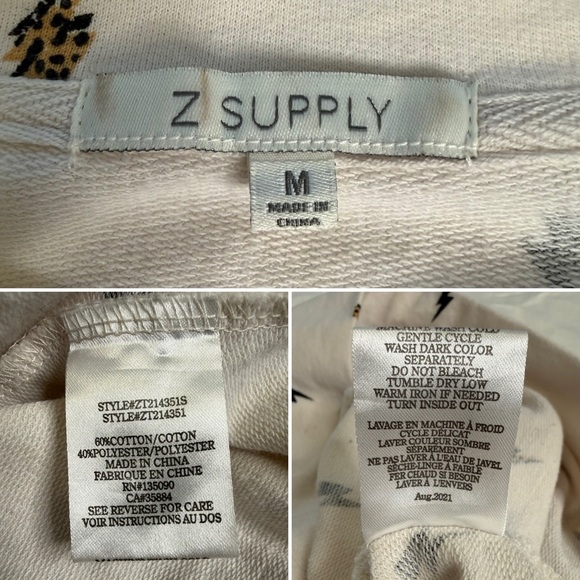 Z SUPPLY
M
MADE IN
CHINA
STYLE#ZT214351S
STYLE#ZT214351
60%COTTON/COTON
40%POLYESTER/POLYESTER
MADE IN CHINA
FABRIQUE EN CHINE
RN#135090
CA#35884
SEE REVERSE FOR CARE
VOIR INSTRUCTIONS AU DOS
MACHINE WASH COLD
GENTLE CYCLE
WASH DARK COLOR
SEPARATELY
DO NOT BLEACH
TUMBLE DRY LOW
WARM IRON IF NEEDED
TURN INSIDE OUT
LAVAGE EN MACHINE À FROID
CYCLE DÉLICAT
LAVER COULEUR SOMBRE
SÉPAREMENT
NE PAS LAVER À L'EAU DE JAVEL
SÈCHE-LINGE À FAIBLE
FER CHAUD SI BESOIN
LAVER À L'ENVERS
Aug.2021